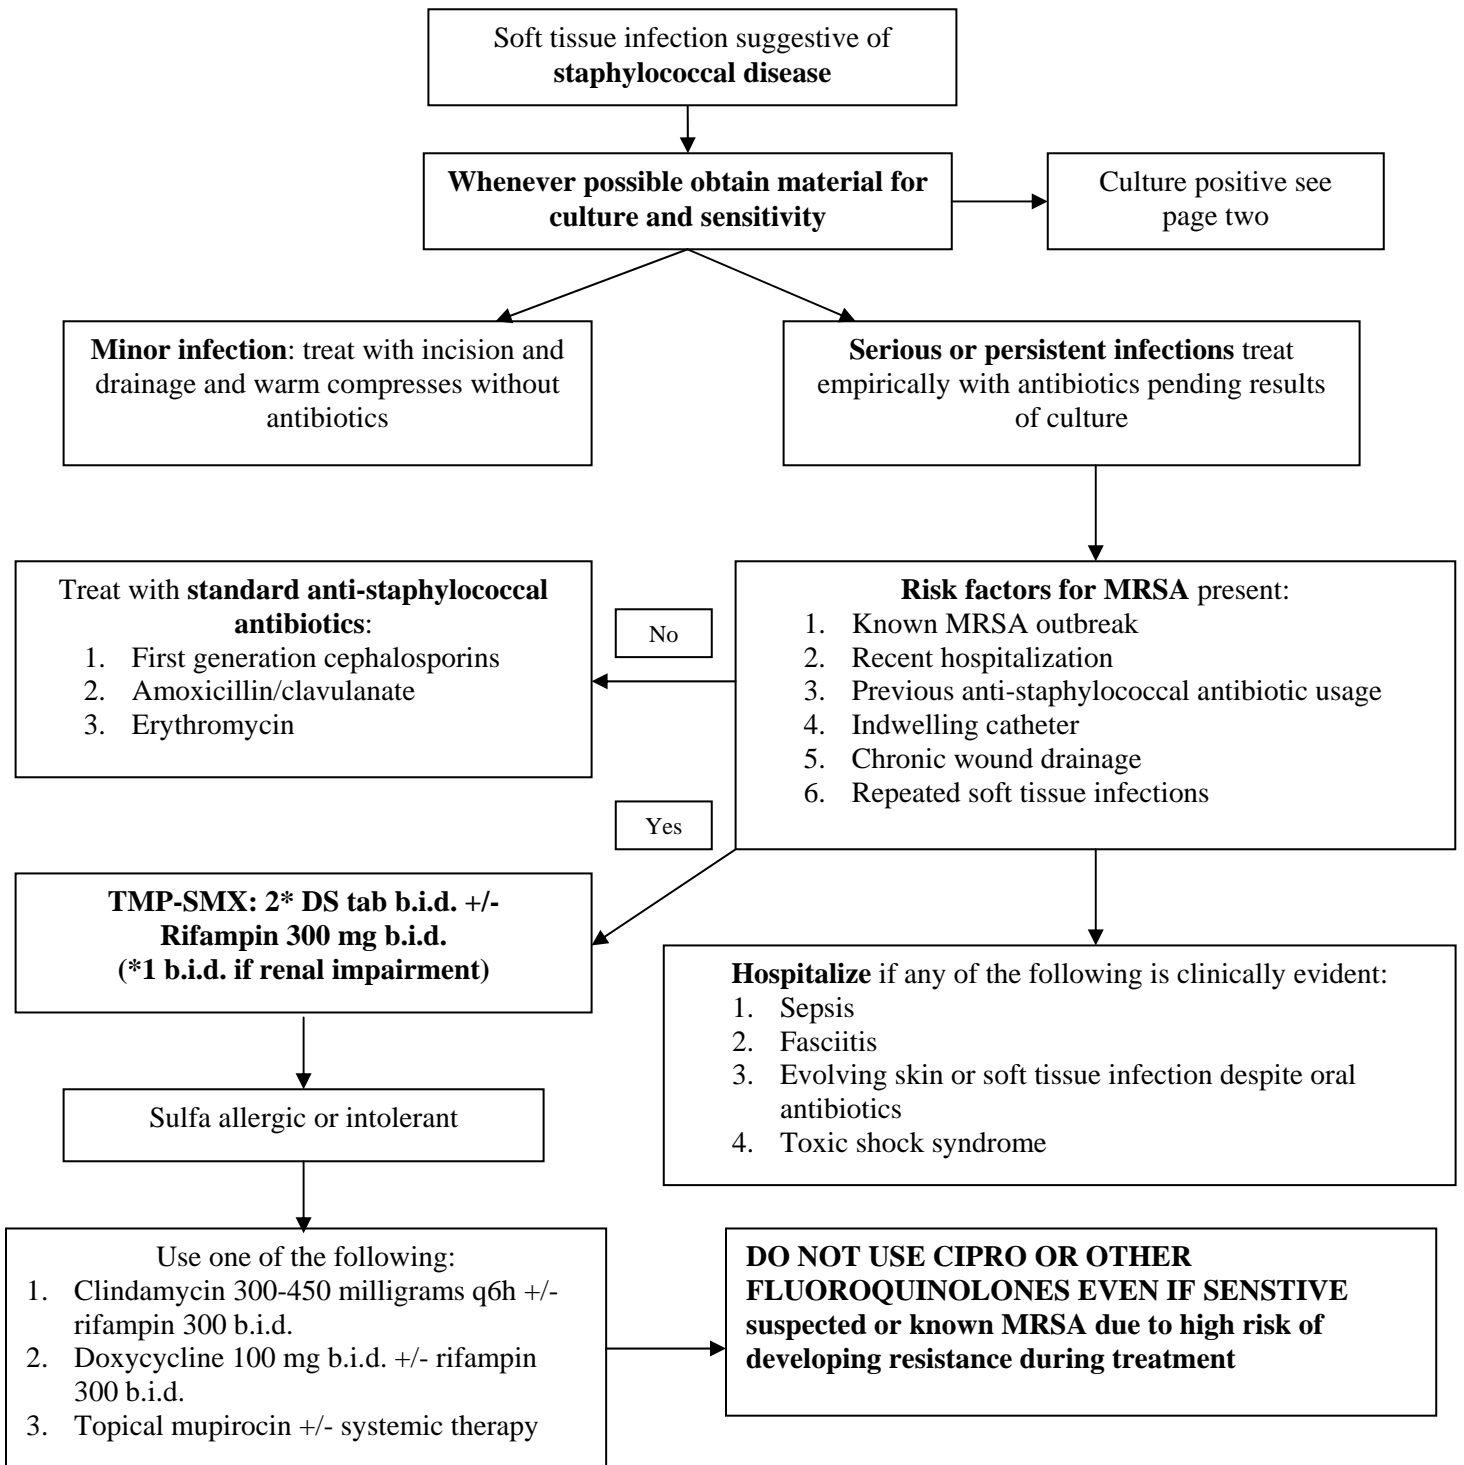 Soft tissue infection suggestive of
staphylococcal disease
Whenever possible obtain material for
culture and sensitivity
Culture positive see
page two
Minor infection: treat with incision and
drainage and warm compresses without
antibiotics
Serious or persistent infections treat
empirically with antibiotics pending results
of culture
Treat with standard anti-staphylococcal
antibiotics:
1. First generation cephalosporins
2. Amoxicillin/clavulanate
3. Erythromycin
No
Risk factors for MRSA present:
1. Known MRSA outbreak
2. Recent hospitalization
3. Previous anti-staphylococcal antibiotic usage
4. Indwelling catheter
5. Chronic wound drainage
6. Repeated soft tissue infections
Yes
TMP-SMX: 2* DS tab b.i.d. +/-
Rifampin 300 mg b.i.d.
(*1 b.i.d. if renal impairment)
Hospitalize if any of the following is clinically evident:
1. Sepsis
2. Fasciitis
3. Evolving skin or soft tissue infection despite oral
antibiotics
4. Toxic shock syndrome
Sulfa allergic or intolerant
Use one of the following:
1. Clindamycin 300-450 milligrams q6h +/-
rifampin 300 b.i.d.
2. Doxycycline 100 mg b.i.d. +/- rifampin
300 b.i.d.
3. Topical mupirocin +/- systemic therapy
DO NOT USE CIPRO OR OTHER
FLUOROQUINOLONES EVEN IF SENSTIVE
suspected or known MRSA due to high risk of
developing resistance during treatment